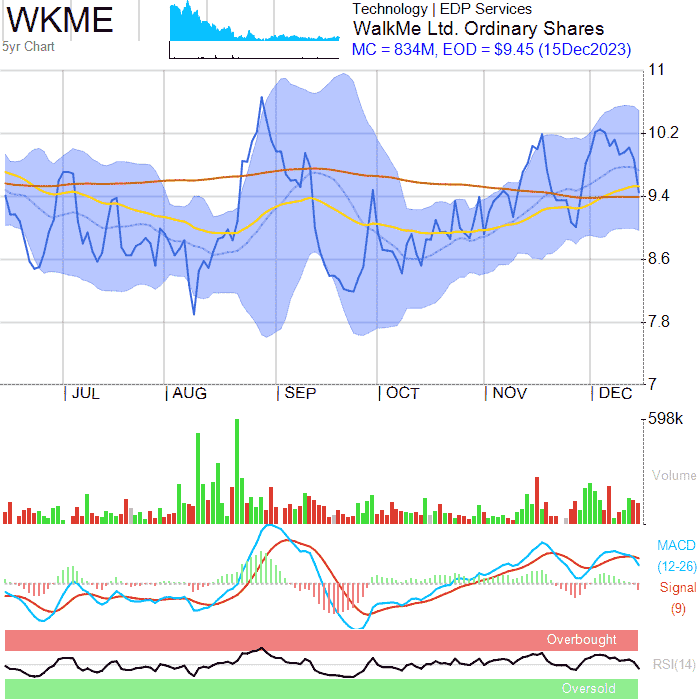 WKME
5yr Chart
Technology | EDP Services
WalkMe Ltd. Ordinary Shares
MC = 834M, EOD = $9.45 (15Dec2023)
11
10.2
9.4
8.6
7.8
7
JUL
AUG
SEP
OCT
NOV
DEC
598k
Volume
MACD
(12-26)
Signal
(9)
Overbought
RSI(14)
Oversold